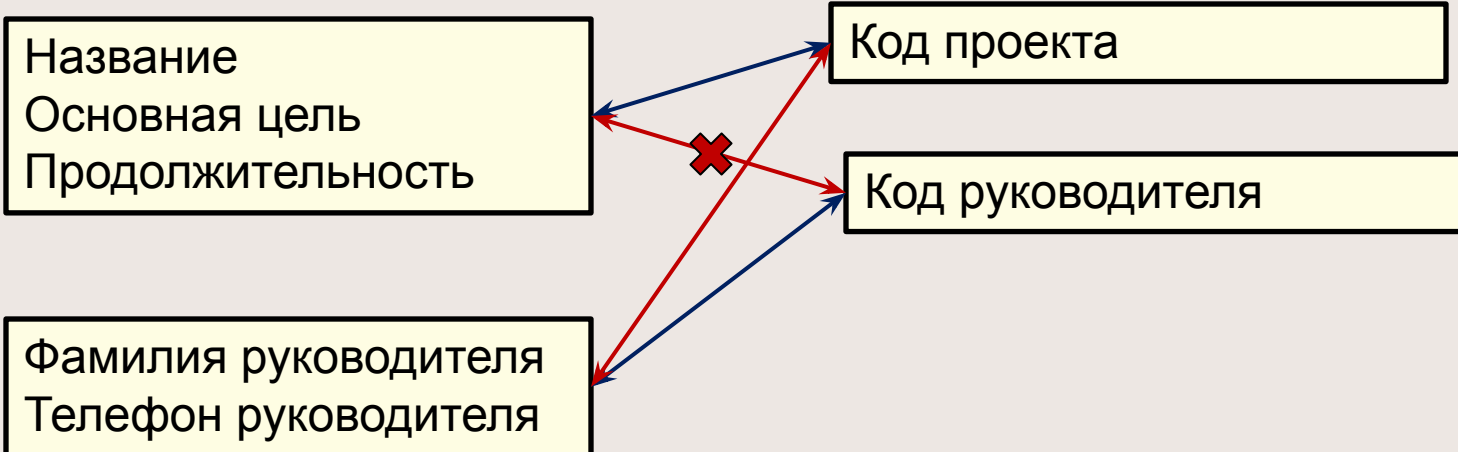 Название
Основная цель
Продолжительность
Код проекта
Код руководителя
Фамилия руководителя
Телефон руководителя